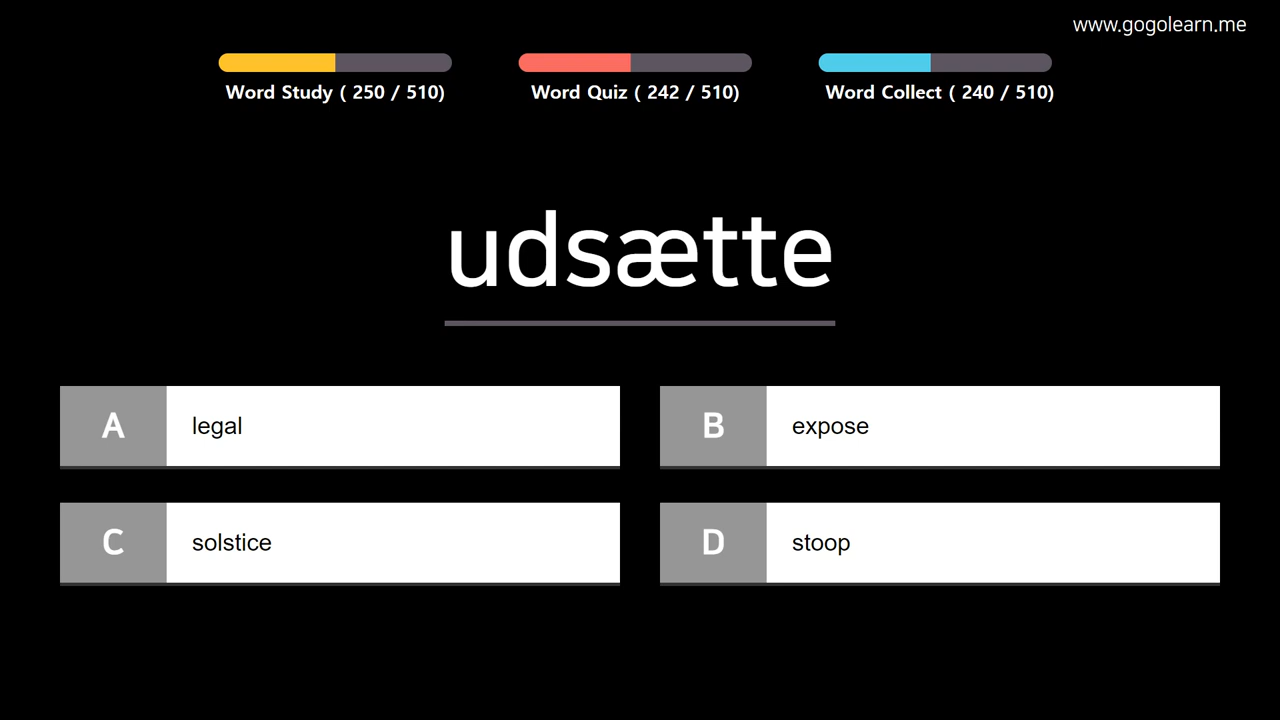 www.gogolearn.me
Word Study ( 250 / 510)
Word Quiz ( 242 / 510)
Word Collect ( 240 / 510)
udsætte
A legal
B expose
C solstice
D stoop